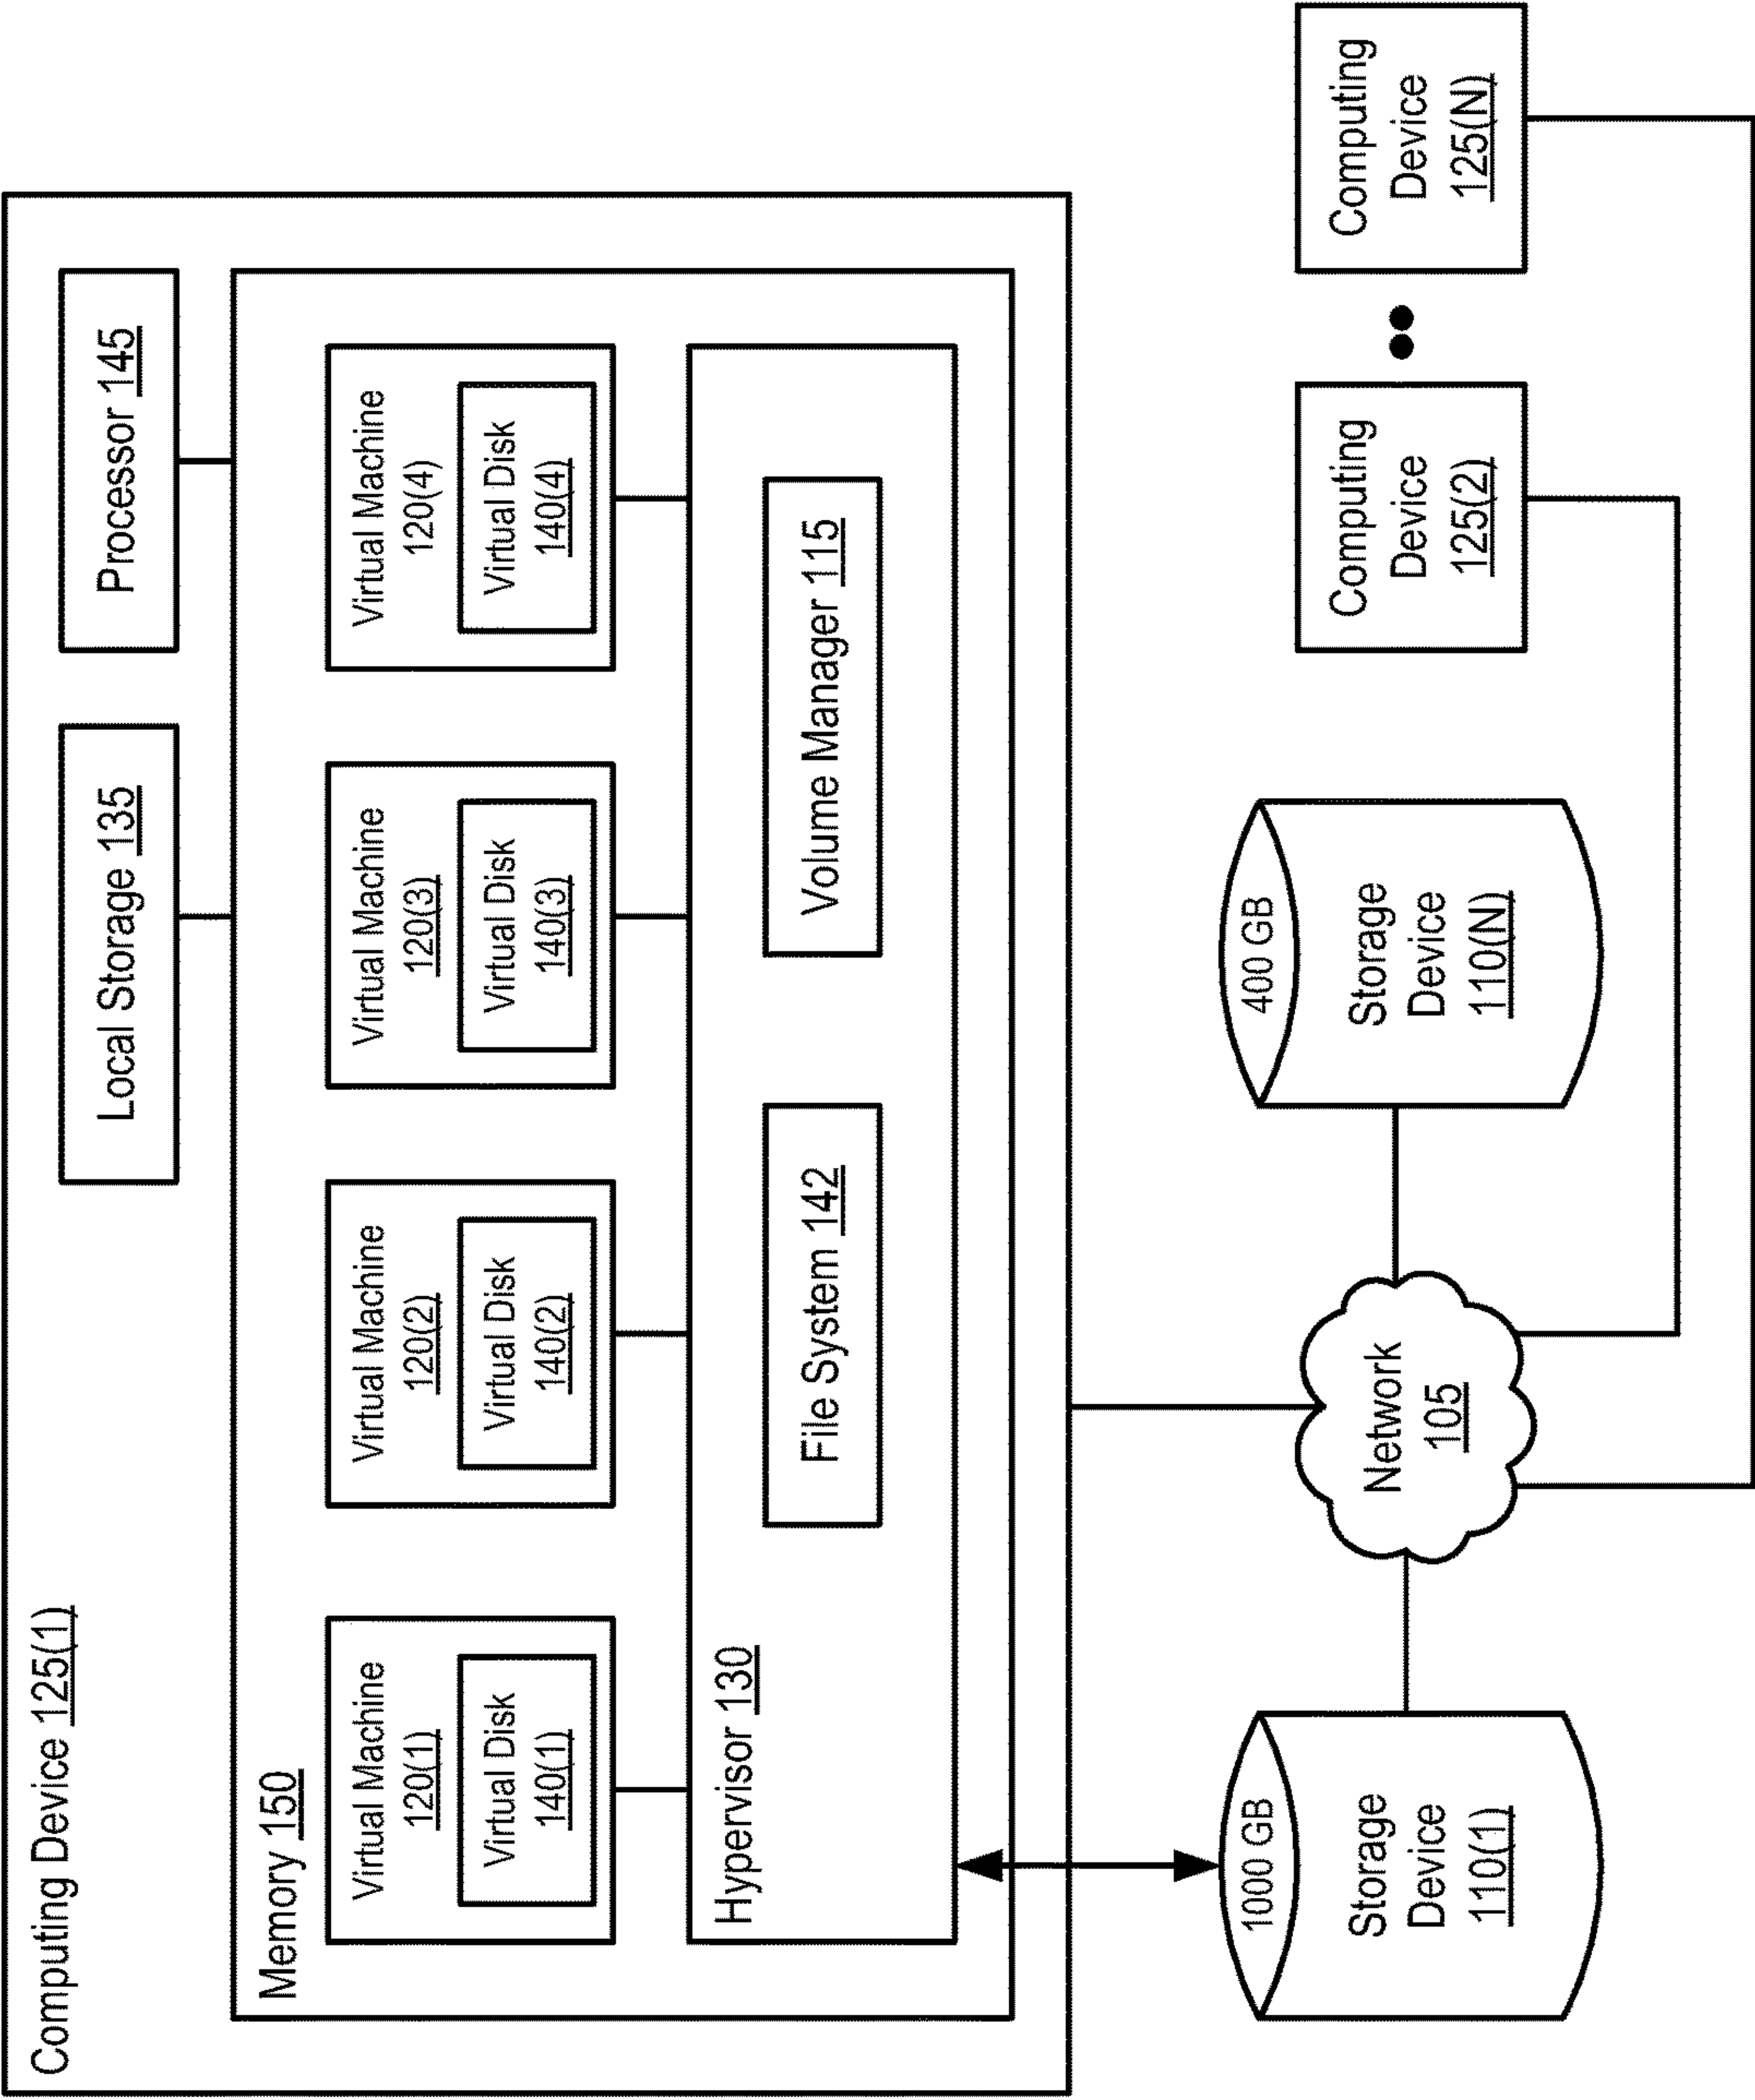 Computing Device 125(1)
Local Storage 135
Processor 145
Memory 150
Virtual Machine
120(1)
Virtual Disk
140(1)
Virtual Machine
120(2)
Virtual Disk
140(2)
Virtual Machine
120(3)
Virtual Disk
140(3)
Virtual Machine
120(4)
Virtual Disk
140(4)
Hypervisor 130
File System 142
Volume Manager 115
1000 GB
Storage
Device
110(1)
Network
105
400 GB
Storage
Device
110(N)
Computing
Device
125(2)
Computing
Device
125(N)